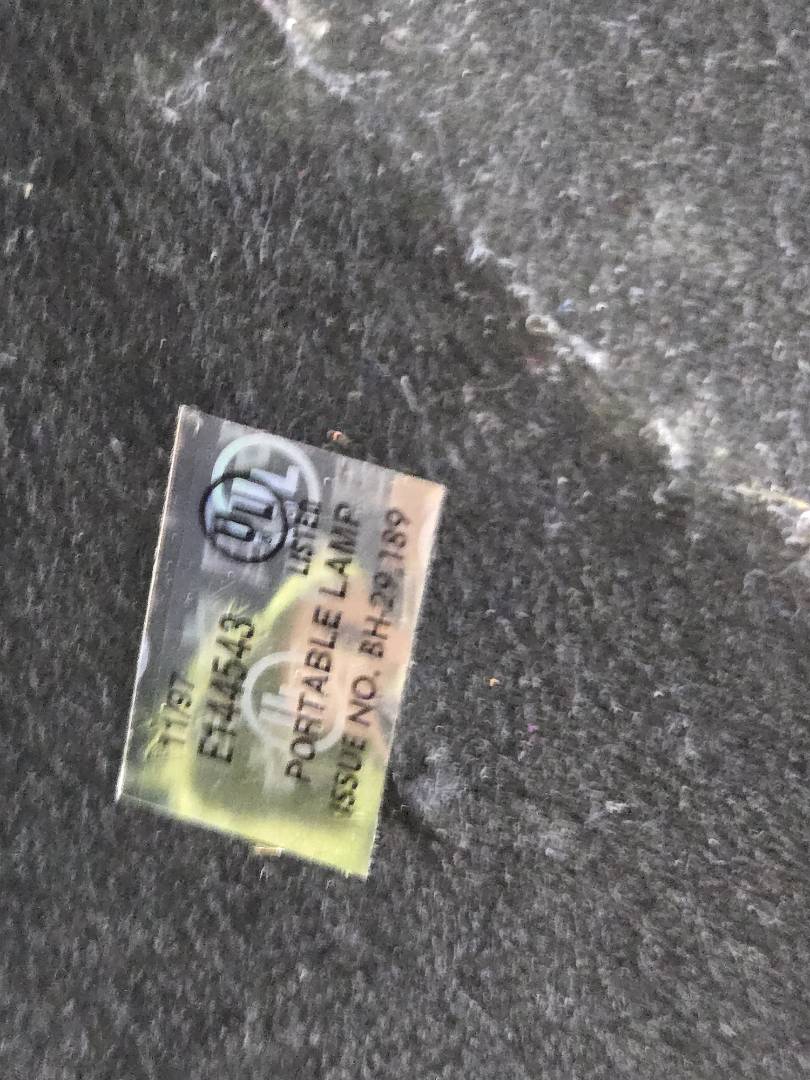 UL
LISTED
11/97
E144543
PORTABLE LAMP
ISSUE NO. BH-29,189